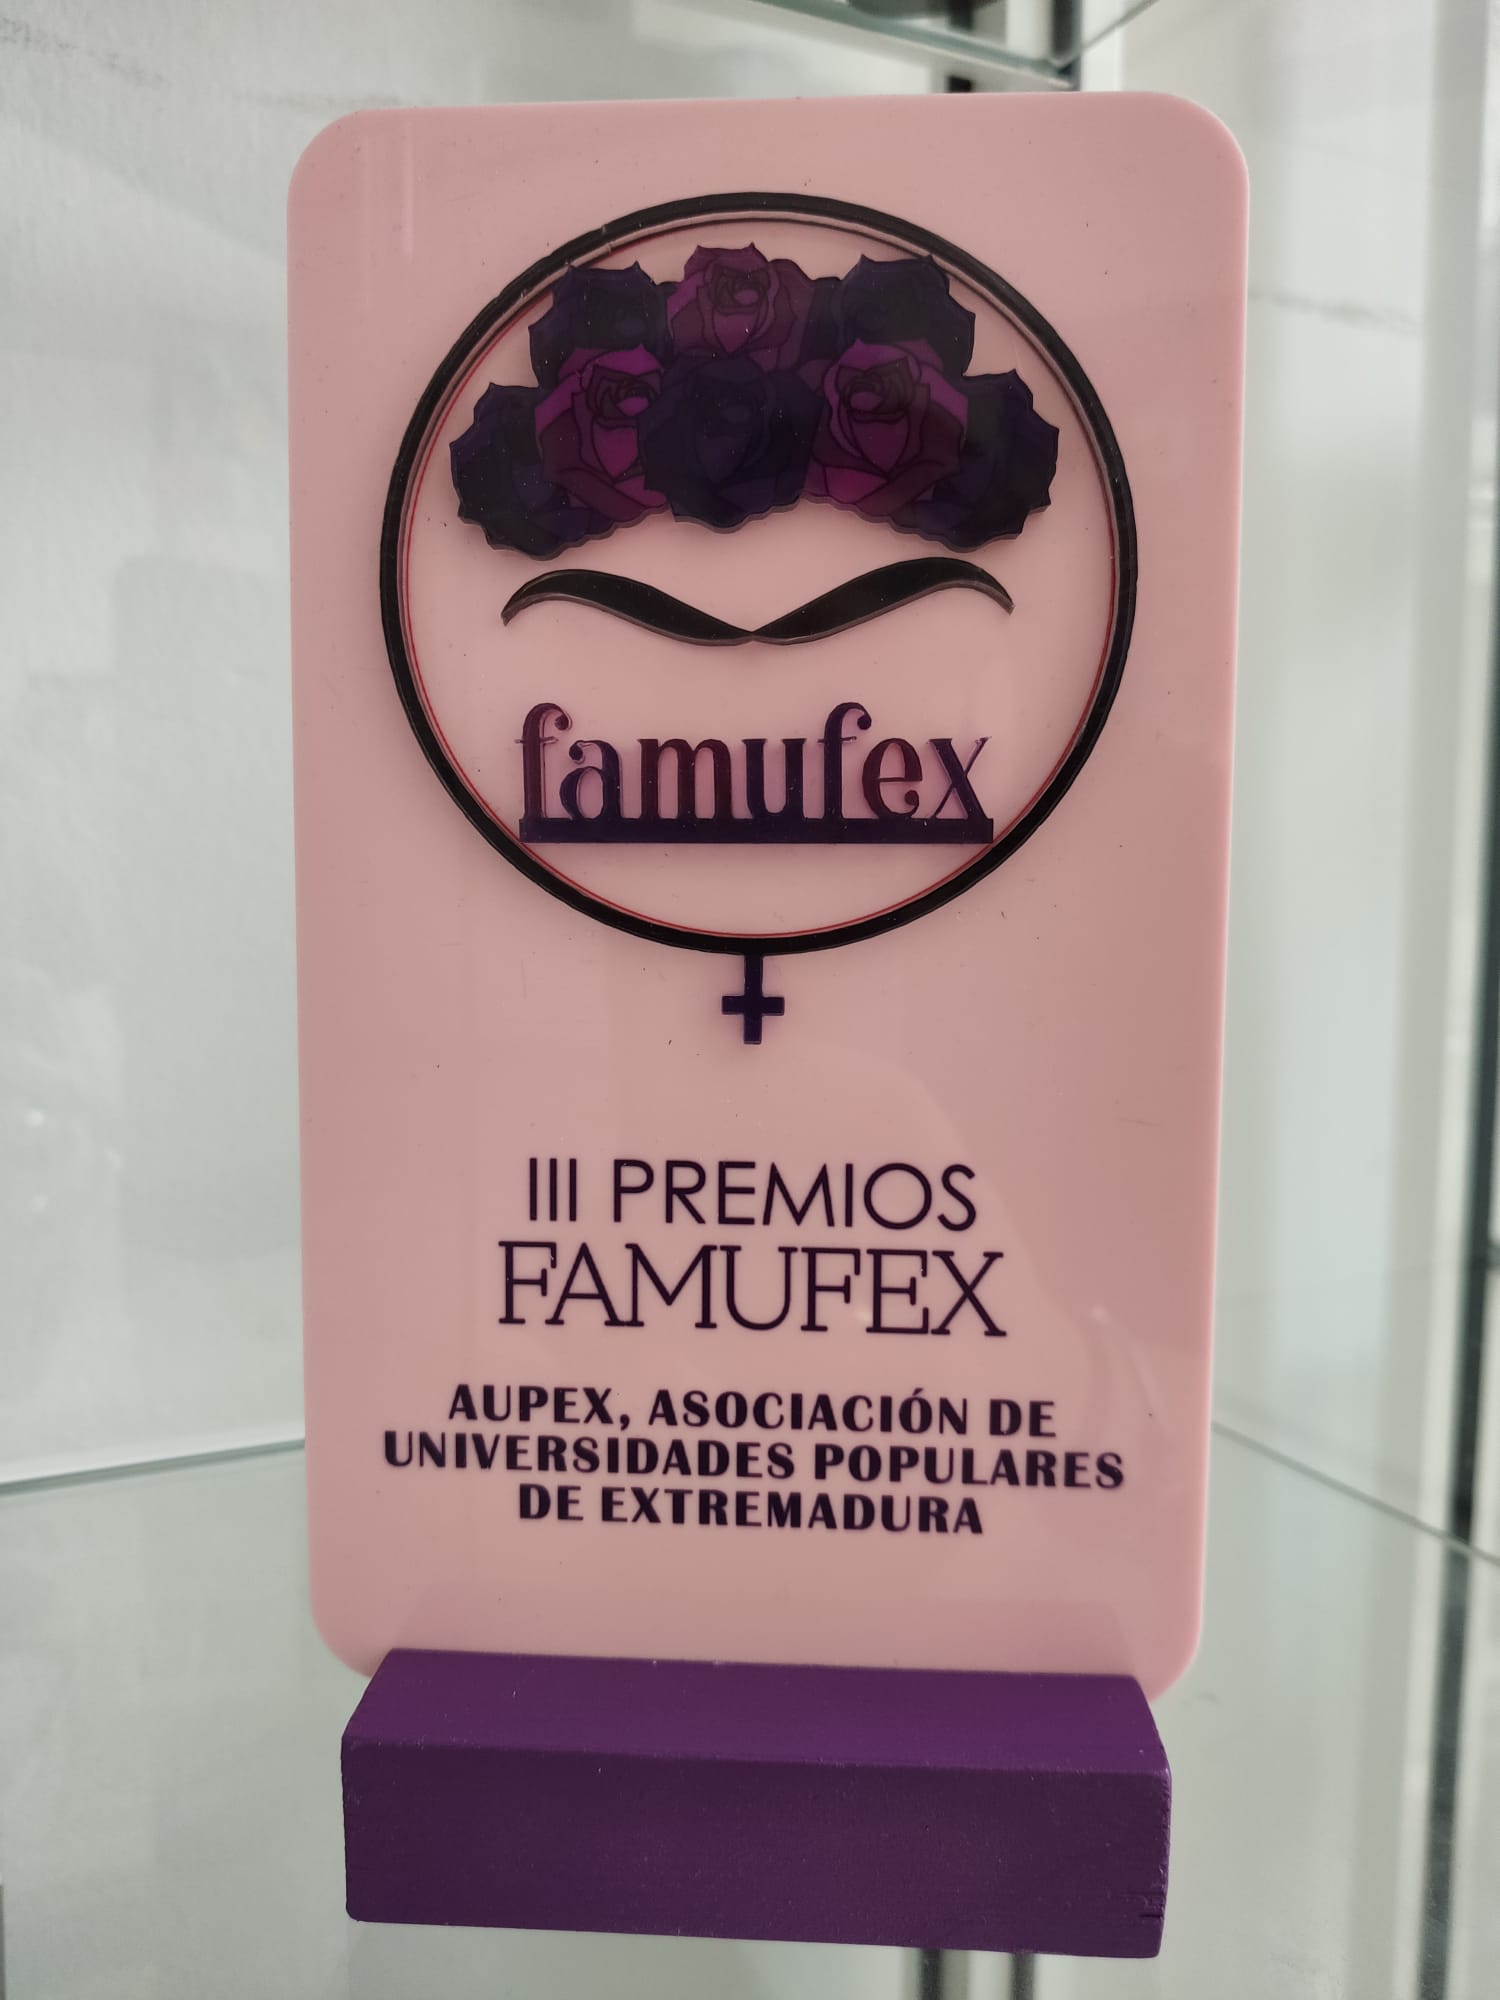 famufex
III PREMIOS
FAMUFEX
AUPEX, ASOCIACIÓN DE
UNIVERSIDADES POPULARES
DE EXTREMADURA